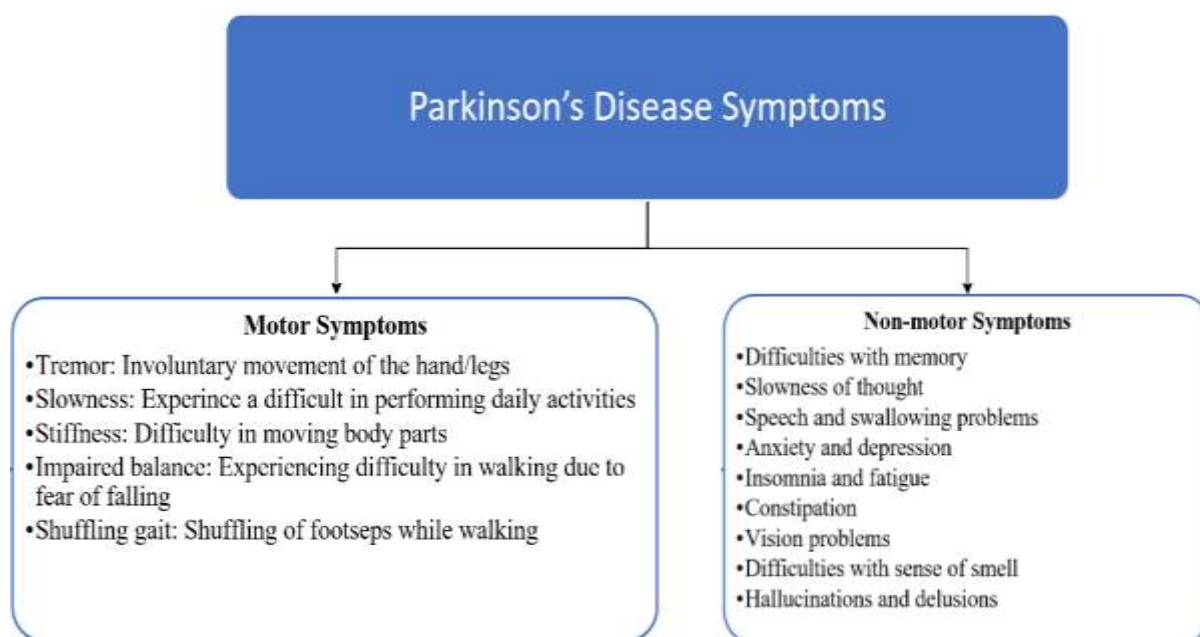 Parkinson’s Disease Symptoms
Motor Symptoms
•Tremor: Involuntary movement of the hand/legs
•Slowness: Experince a difficult in performing daily activities
•Stiffness: Difficulty in moving body parts
•Impaired balance: Experiencing difficulty in walking due to
fear of falling
•Shuffling gait: Shuffling of footseps while walking
Non-motor Symptoms
•Difficulties with memory
•Slowness of thought
•Speech and swallowing problems
•Anxiety and depression
•Insomnia and fatigue
•Constipation
•Vision problems
•Difficulties with sense of smell
•Hallucinations and delusions